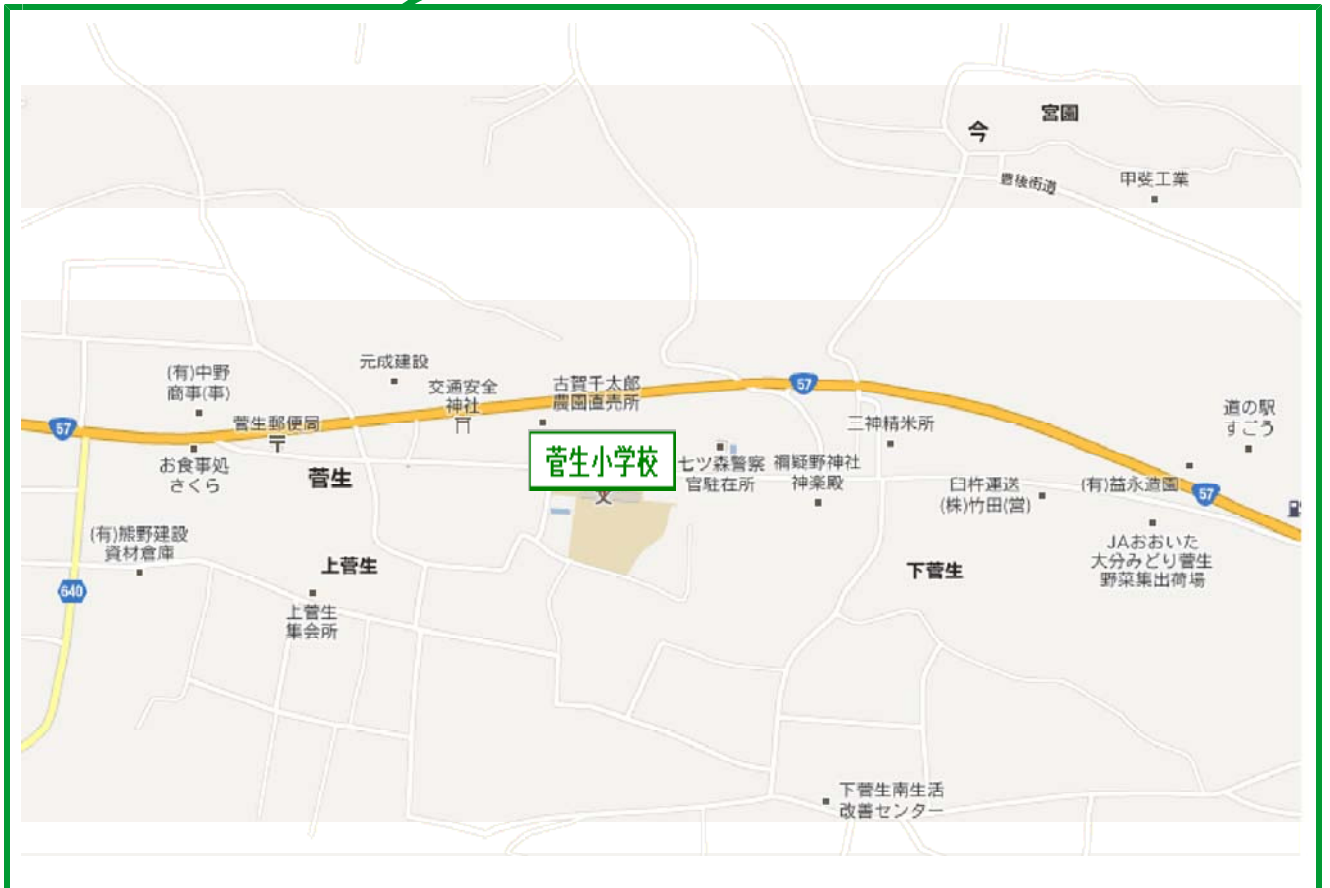 宮園
今
豊後街道
甲斐工業
元成建設
(有)中野
商事(事)
交通安全
神社
古賀千太郎
農園直売所
57
57
道の駅
すごう
菅生郵便局
三神精米所
お食事処
さくら
菅生
菅生小学校
七ツ森警察
官駐在所
禰疑野神社
神楽殿
臼杵運送
(株)竹田(営)
(有)益永造園
57
(有)熊野建設
資材倉庫
上菅生
下菅生
JAおおいた
大分みどり菅生
野菜集出荷場
640
上菅生
集会所
下菅生南生活
改善センター